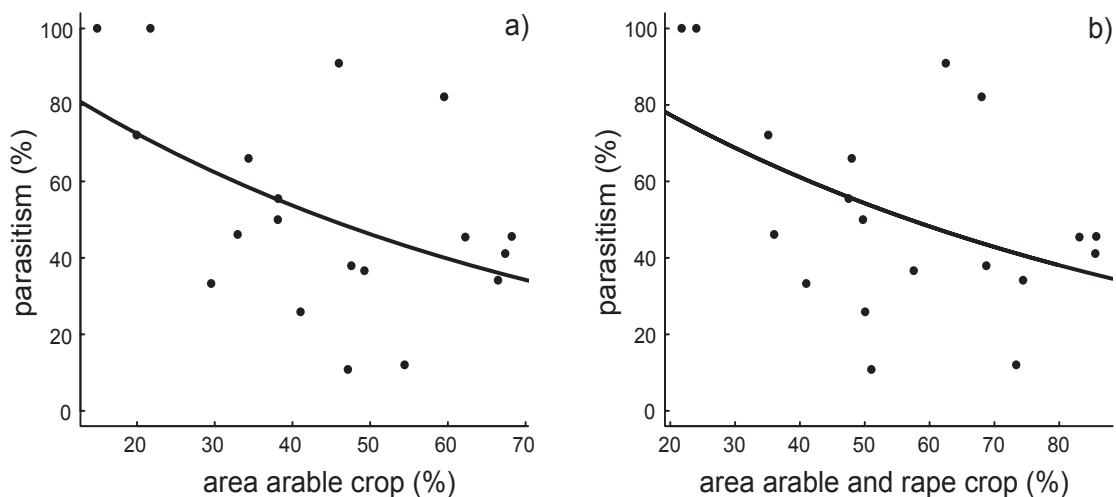 a)
100
80
60
40
20
0
parasitism (%)
20 30 40 50 60 70
area arable crop (%)
b)
100
80
60
40
20
0
parasitism (%)
20 30 40 50 60 70 80
area arable and rape crop (%)